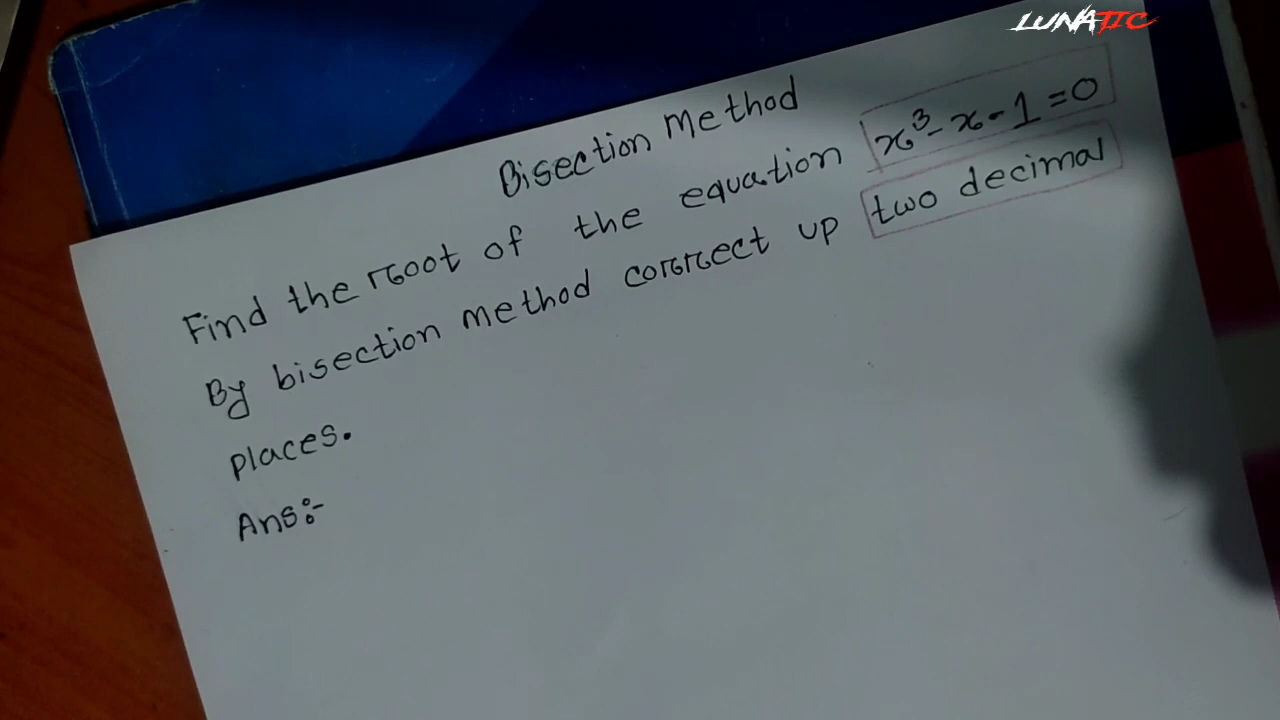 LUNATIC
Bisection Method
Find the root of the equation x³-x-1=0
By bisection method correct up two decimal
places.
Ans:-